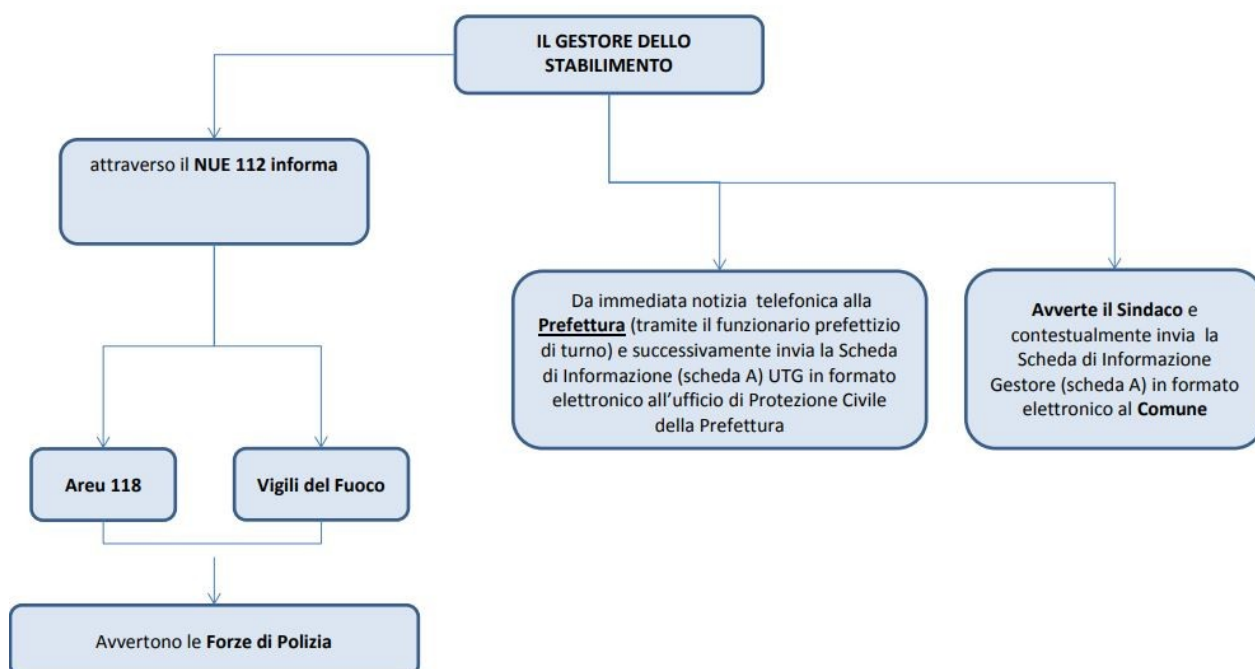 IL GESTORE DELLO
STABILIMENTO
attraverso il NUE 112 informa
Da immediata notizia telefonica alla
Prefettura (tramite il funzionario prefettizio
di turno) e successivamente invia la Scheda
di Informazione (scheda A) UTG in formato
elettronico all’ufficio di Protezione Civile
della Prefettura
Avverte il Sindaco e
contestualmente invia la
Scheda di Informazione
Gestore (scheda A) in formato
elettronico al Comune
Areu 118
Vigili del Fuoco
Avvertono le Forze di Polizia